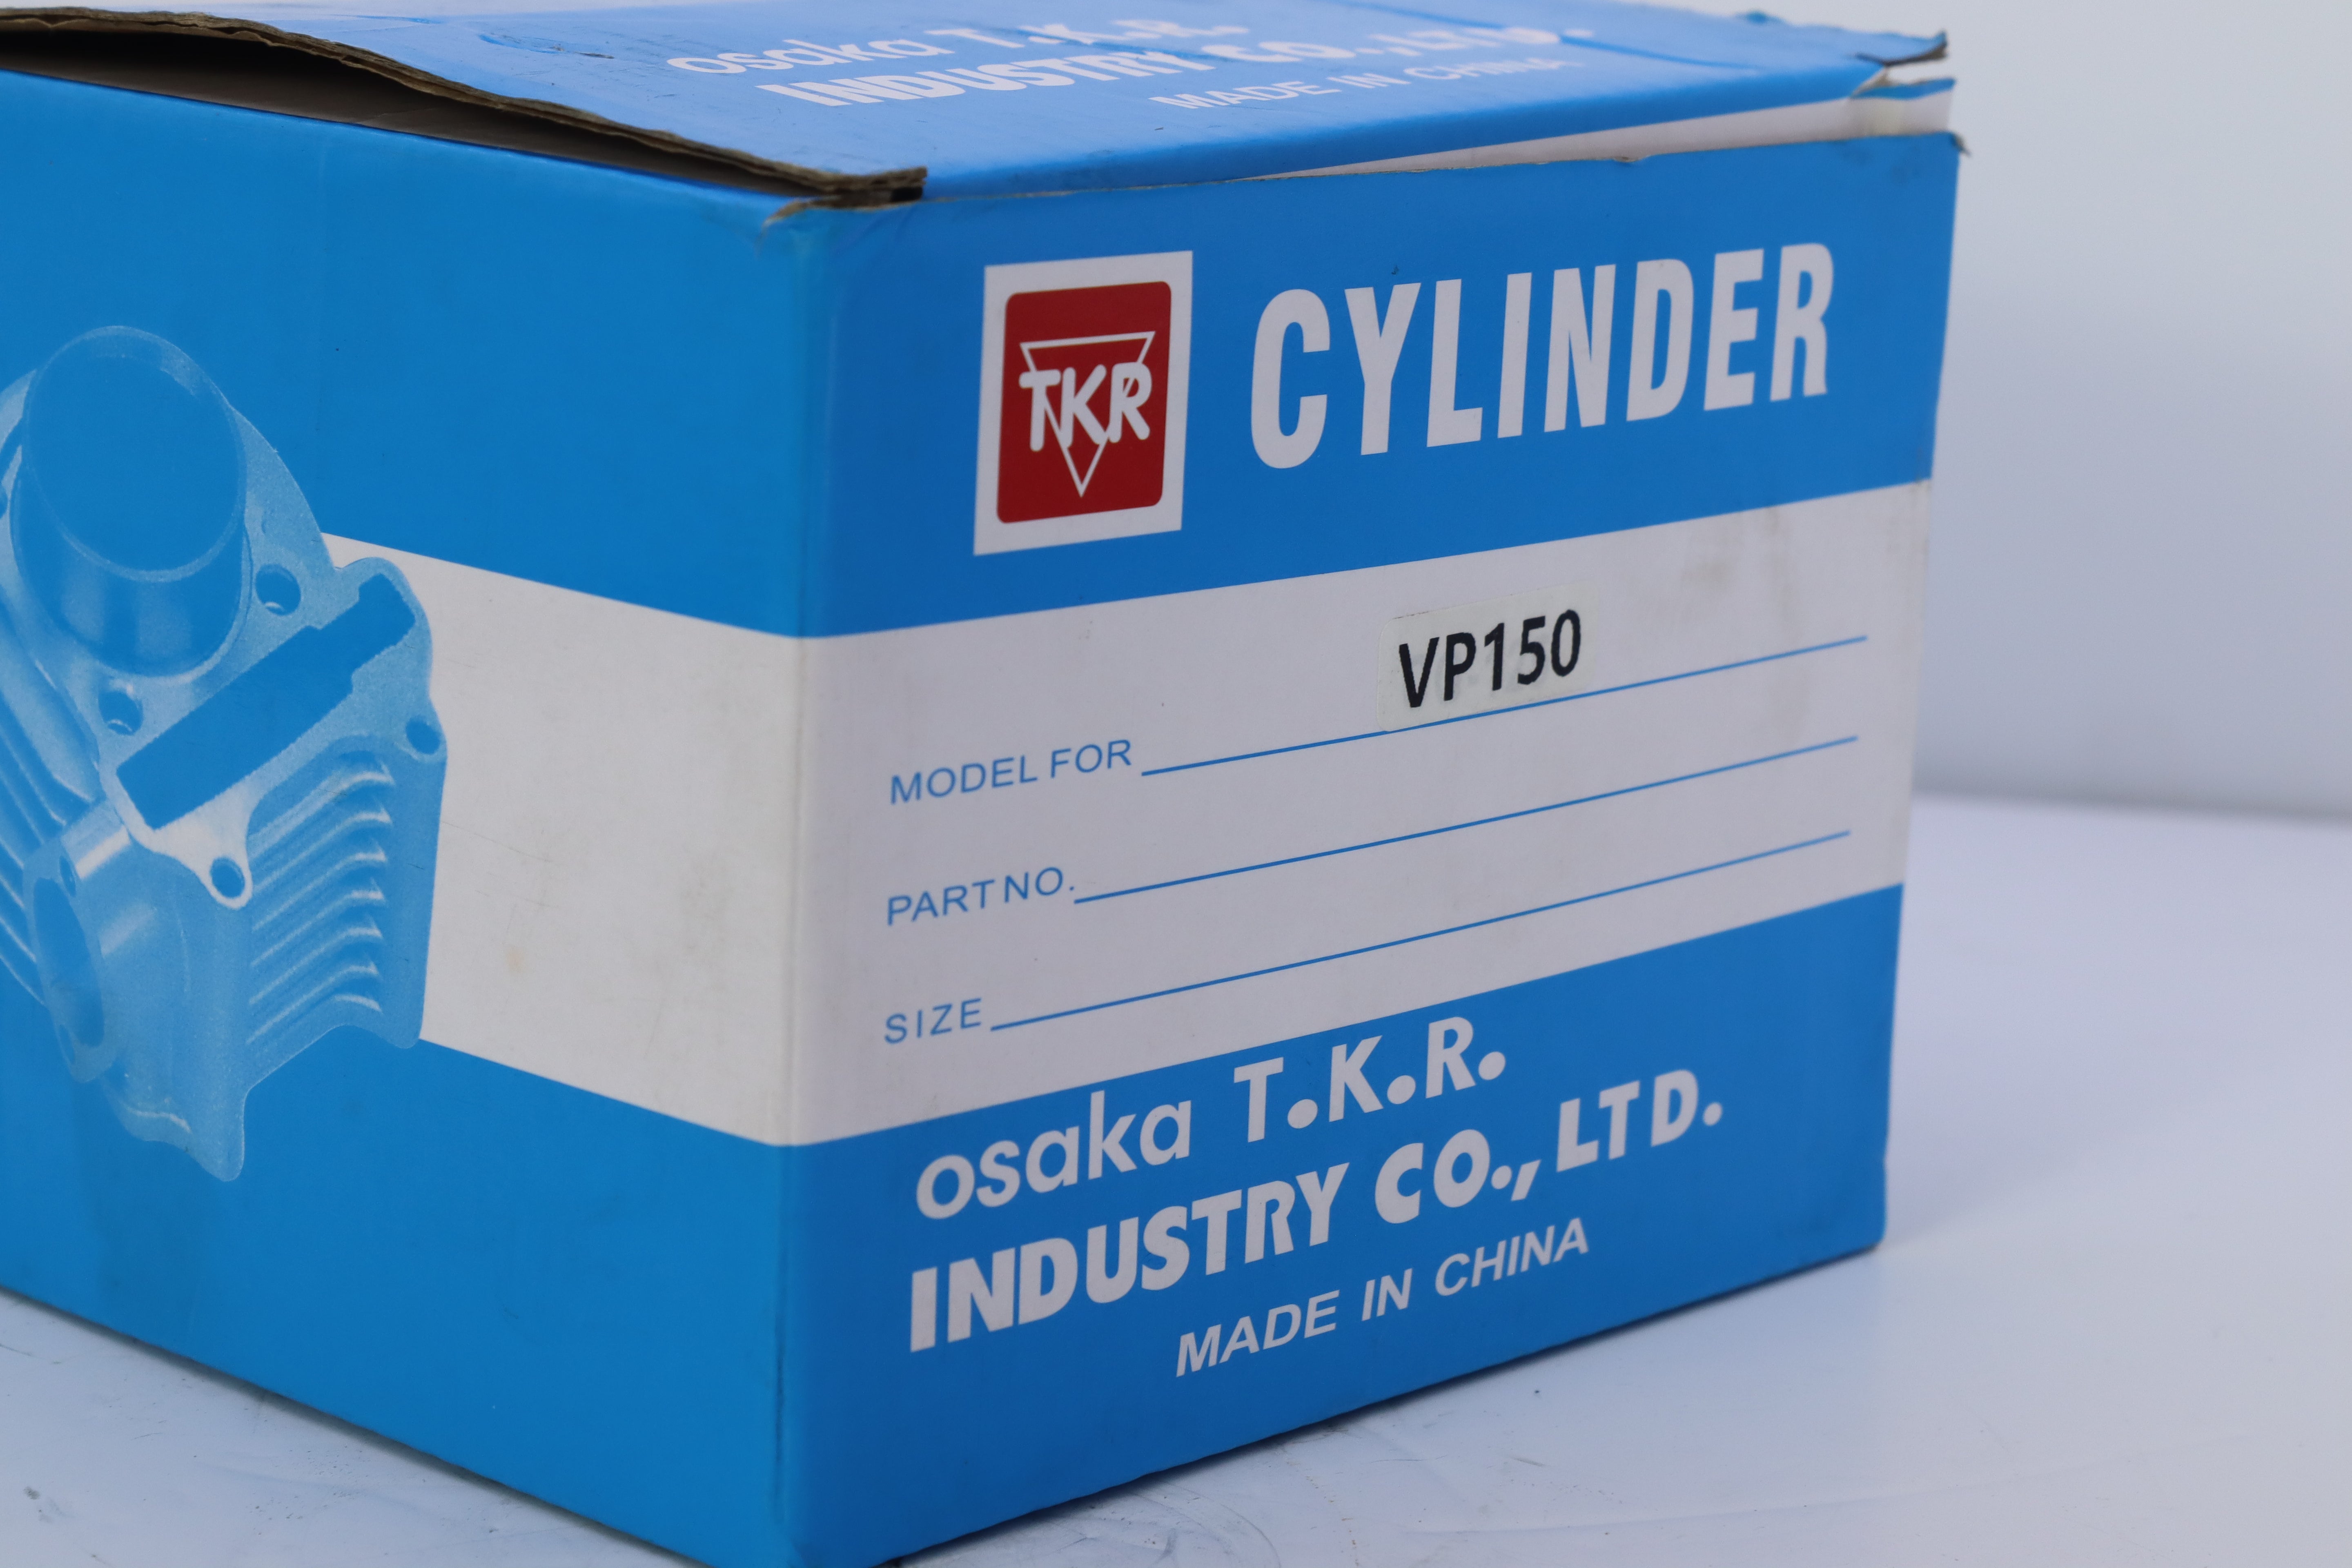 osaka T.K.R.
INDUSTRY CO.,LTD.
MADE IN CHINA
TKR
CYLINDER
VP150
MODEL FOR
PART NO.
SIZE
osaka T.K.R.
INDUSTRY CO.,LTD.
MADE IN CHINA